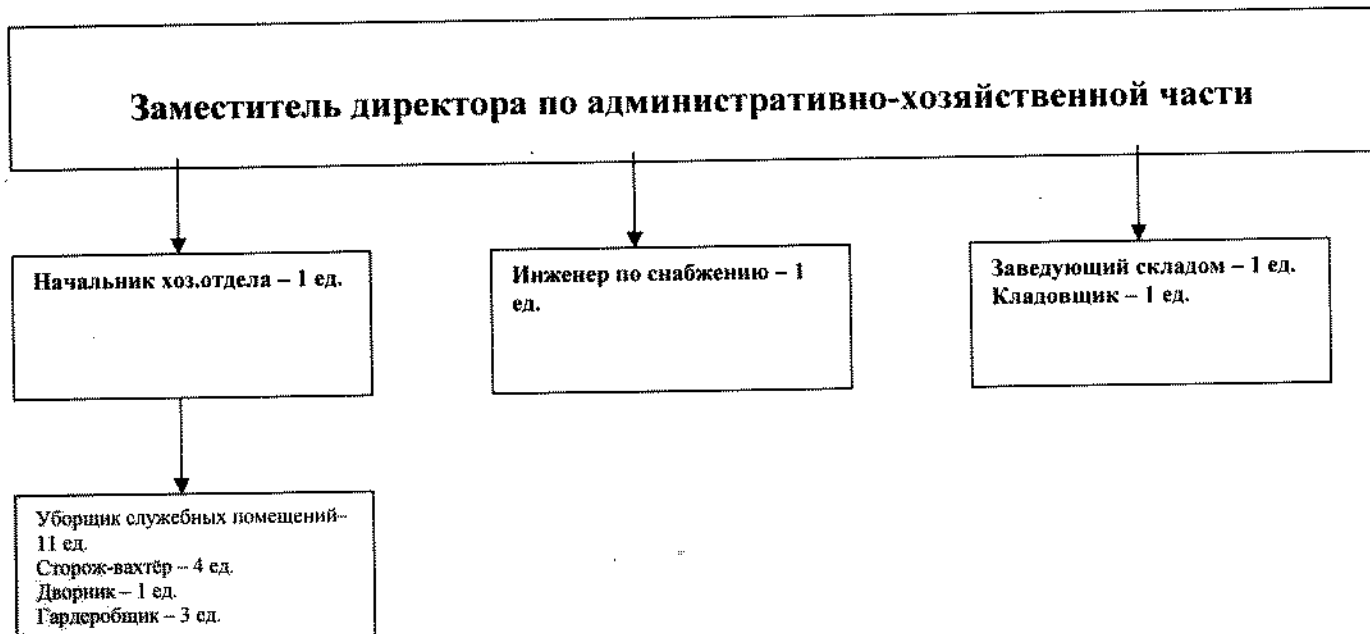 Заместитель директора по административно-хозяйственной части
Начальник хоз.отдела – 1 ед.
Инженер по снабжению – 1
ед.
Заведующий складом – 1 ед.
Кладовщик – 1 ед.
Уборщик служебных помещений–
11 ед.
Сторож-вахтёр – 4 ед.
Дворник – 1 ед.
Гардеробщик – 3 ед.